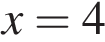 x = 4